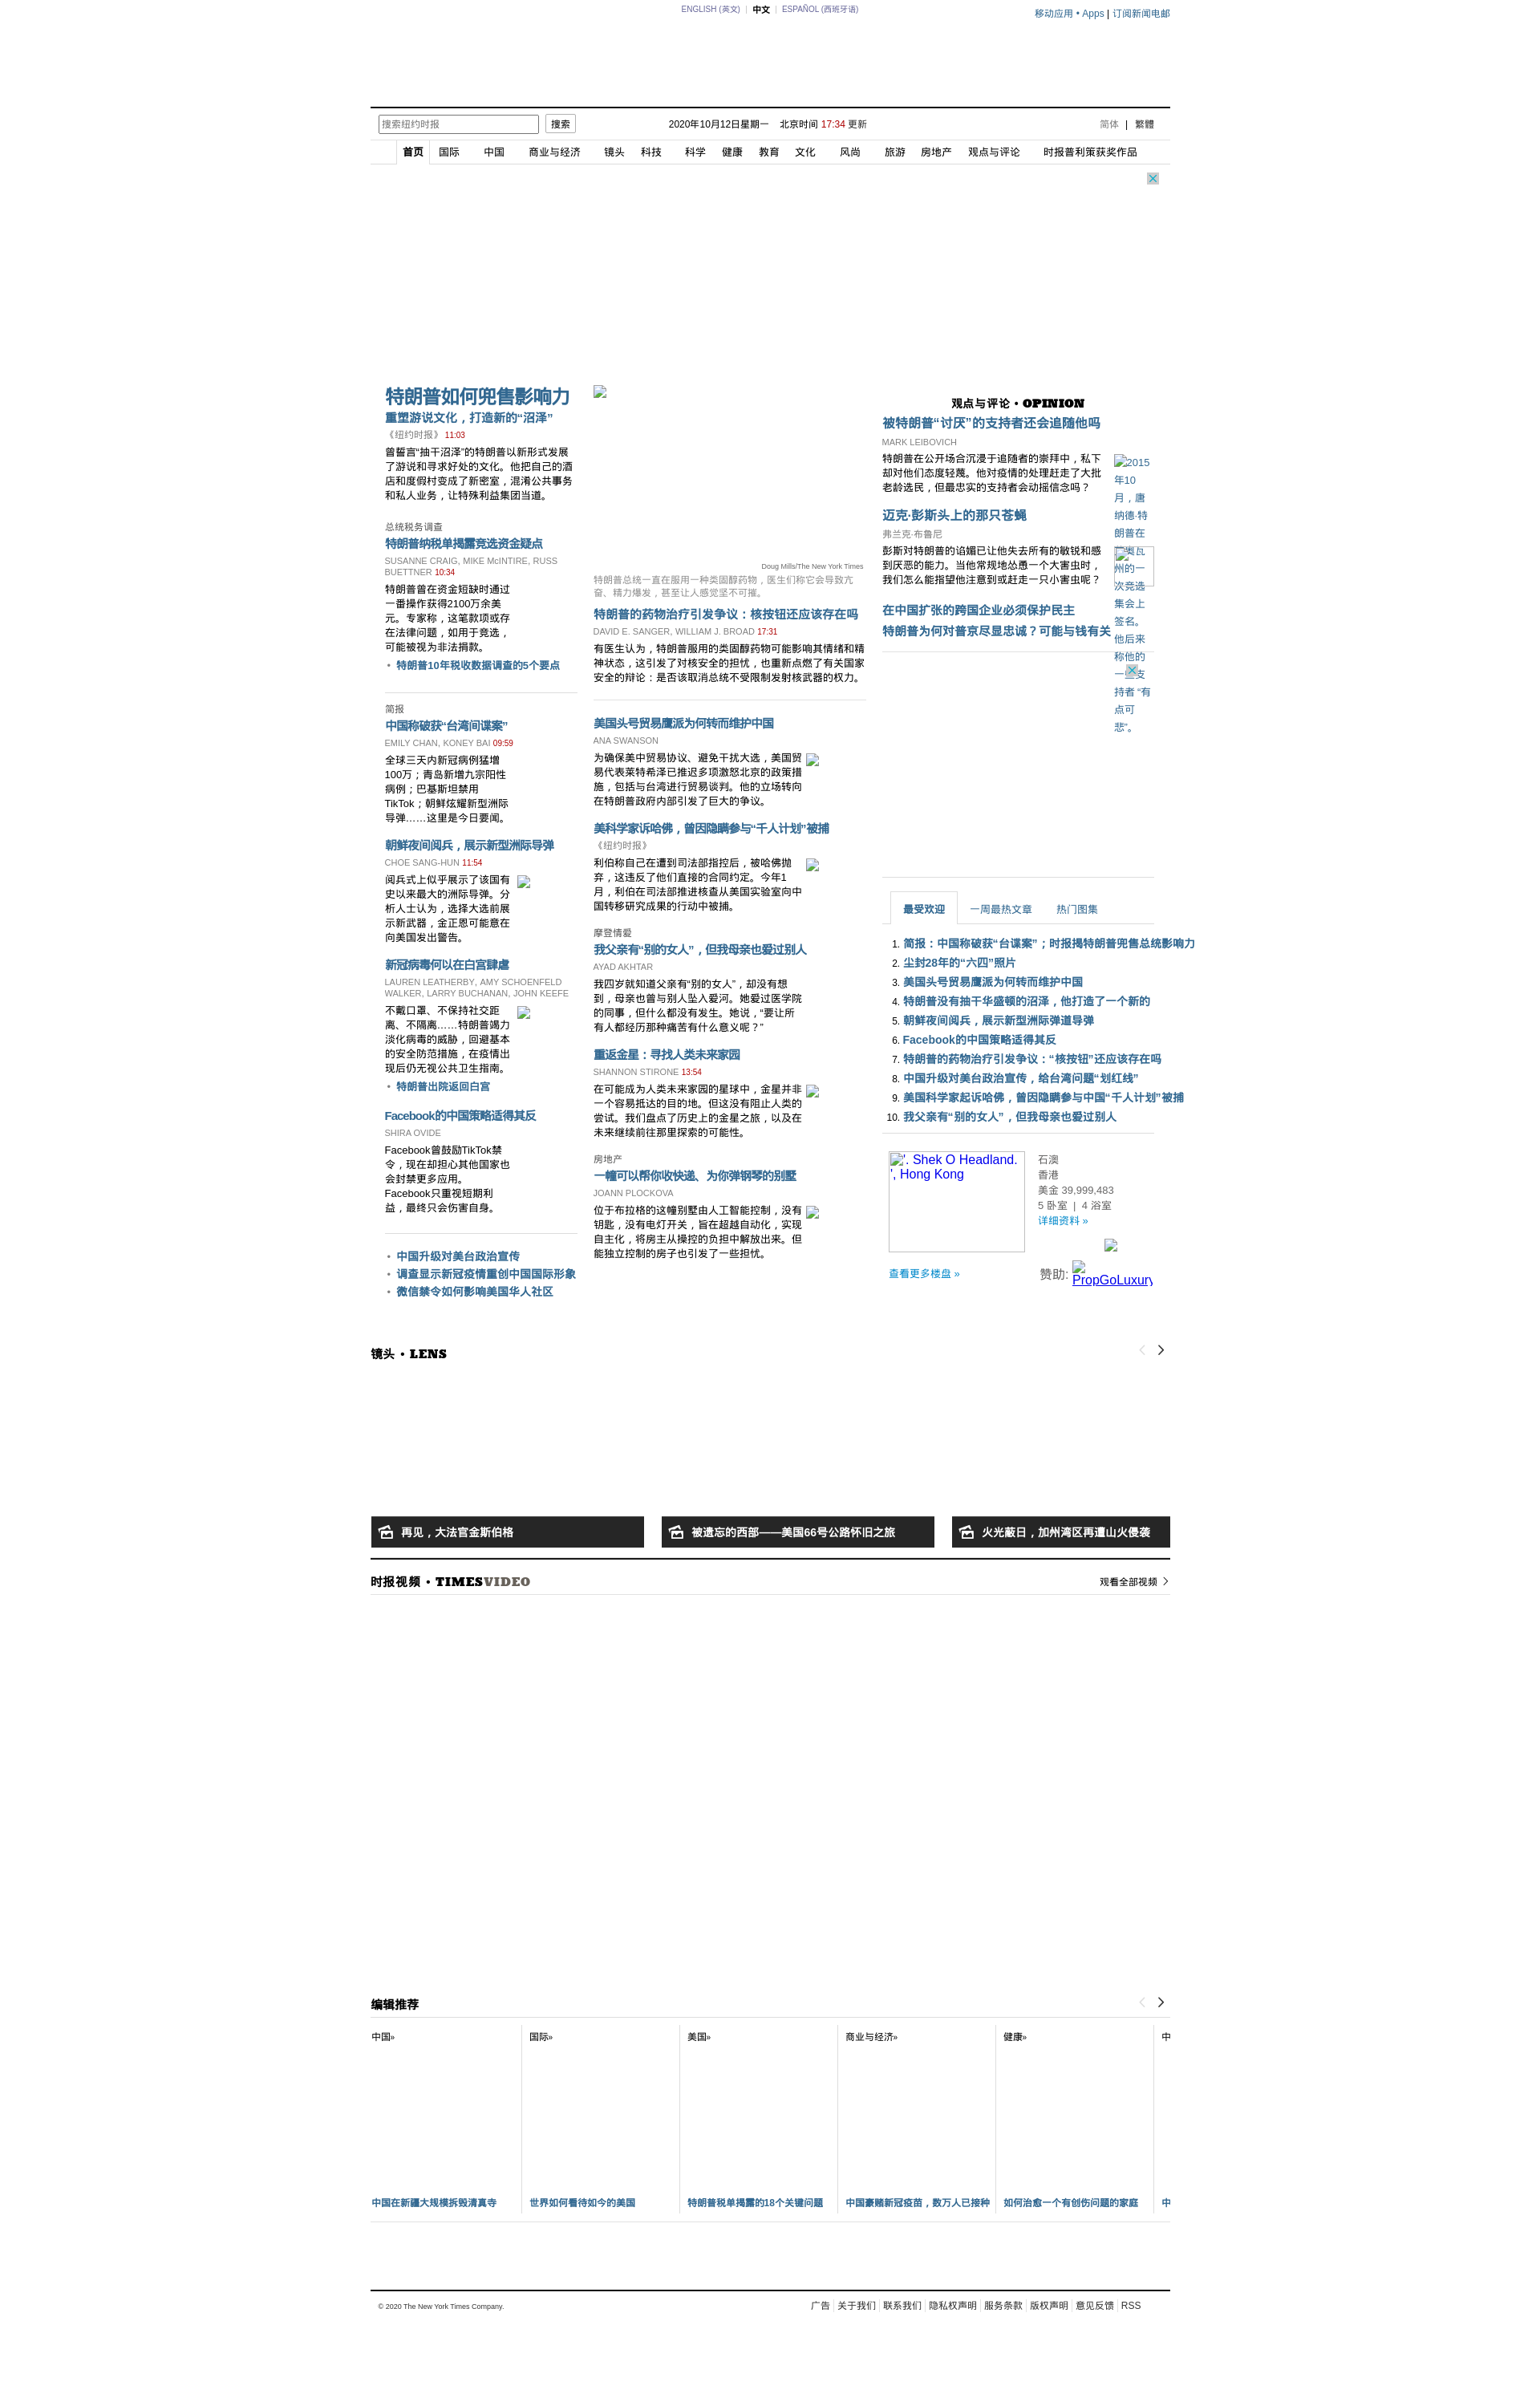 ENGLISH (英文) | 中文 | ESPAÑOL (西班牙语)
移动应用 • Apps | 订阅新闻电邮
搜索纽约时报 搜索 2020年10月12日星期一 北京时间 17:34 更新 简体 | 繁體
首页 国际 中国 商业与经济 镜头 科技 科学 健康 教育 文化 风尚 旅游 房地产 观点与评论 时报普利策获奖作品
特朗普如何兜售影响力
重塑游说文化，打造新的“沼泽”
《纽约时报》 11:03
曾誓言“抽干沼泽”的特朗普以新形式发展
了游说和寻求好处的文化。他把自己的酒
店和度假村变成了新密室，混淆公共事务
和私人业务，让特殊利益集团当道。
总统税务调查
特朗普纳税单揭露竞选资金疑点
SUSANNE CRAIG, MIKE McINTIRE, RUSS
BUETTNER 10:34
特朗普曾在资金短缺时通过
一番操作获得2100万余美
元。专家称，这笔款项或存
在法律问题，如用于竞选，
可能被视为非法捐款。
• 特朗普10年税收数据调查的5个要点
简报
中国称破获“台湾间谍案”
EMILY CHAN, KONEY BAI 09:59
全球三天内新冠病例猛增
100万；青岛新增九宗阳性
病例；巴基斯坦禁用
TikTok；朝鲜炫耀新型洲际
导弹……这里是今日要闻。
朝鲜夜间阅兵，展示新型洲际导弹
CHOE SANG-HUN 11:54
阅兵式上似乎展示了该国有
史以来最大的洲际导弹。分
析人士认为，选择大选前展
示新武器，金正恩可能意在
向美国发出警告。
新冠病毒何以在白宫肆虐
LAUREN LEATHERBY, AMY SCHOENFELD
WALKER, LARRY BUCHANAN, JOHN KEEFE
不戴口罩、不保持社交距
离、不隔离……特朗普竭力
淡化病毒的威胁，回避基本
的安全防范措施，在疫情出
现后仍无视公共卫生指南。
• 特朗普出院返回白宫
Facebook的中国策略适得其反
SHIRA OVIDE
Facebook曾鼓励TikTok禁
令，现在却担心其他国家也
会封禁更多应用。
Facebook只重视短期利
益，最终只会伤害自身。
• 中国升级对美台政治宣传
• 调查显示新冠疫情重创中国国际形象
• 微信禁令如何影响美国华人社区
Doug Mills/The New York Times
特朗普总统一直在服用一种类固醇药物，医生们称它会导致亢
奋、精力爆发，甚至让人感觉坚不可摧。
特朗普的药物治疗引发争议：核按钮还应该存在吗
DAVID E. SANGER, WILLIAM J. BROAD 17:31
有医生认为，特朗普服用的类固醇药物可能影响其情绪和精
神状态，这引发了对核安全的担忧，也重新点燃了有关国家
安全的辩论：是否该取消总统不受限制发射核武器的权力。
美国头号贸易鹰派为何转而维护中国
ANA SWANSON
为确保美中贸易协议、避免干扰大选，美国贸
易代表莱特希泽已推迟多项激怒北京的政策措
施，包括与台湾进行贸易谈判。他的立场转向
在特朗普政府内部引发了巨大的争议。
美科学家诉哈佛，曾因隐瞒参与“千人计划”被捕
《纽约时报》
利伯称自己在遭到司法部指控后，被哈佛抛
弃，这违反了他们直接的合同约定。今年1
月，利伯在司法部推进核查从美国实验室向中
国转移研究成果的行动中被捕。
摩登情爱
我父亲有“别的女人”，但我母亲也爱过别人
AYAD AKHTAR
我四岁就知道父亲有“别的女人”，却没有想
到，母亲也曾与别人坠入爱河。她爱过医学院
的同事，但什么都没有发生。她说，“要让所
有人都经历那种痛苦有什么意义呢？”
重返金星：寻找人类未来家园
SHANNON STIRONE 13:54
在可能成为人类未来家园的星球中，金星并非
一个容易抵达的目的地。但这没有阻止人类的
尝试。我们盘点了历史上的金星之旅，以及在
未来继续前往那里探索的可能性。
房地产
一幢可以帮你收快递、为你弹钢琴的别墅
JOANN PLOCKOVA
位于布拉格的这幢别墅由人工智能控制，没有
钥匙，没有电灯开关，旨在超越自动化，实现
自主化，将房主从操控的负担中解放出来。但
能独立控制的房子也引发了一些担忧。
观点与评论 • OPINION
被特朗普“讨厌”的支持者还会追随他吗
MARK LEIBOVICH
特朗普在公开场合沉浸于追随者的崇拜中，私下
却对他们态度轻蔑。他对疫情的处理赶走了大批
老龄选民，但最忠实的支持者会动摇信念吗？
2015
年10
月，唐
纳德·特
朗普在
州的一
次竞选
集会上
签名。
他后来
称他的
持者 “有
点可
悲”。
迈克·彭斯头上的那只苍蝇
弗兰克·布鲁尼
彭斯对特朗普的谄媚已让他失去所有的敏锐和感
到厌恶的能力。当他常规地怂恿一个大害虫时，
我们怎么能指望他注意到或赶走一只小害虫呢？
在中国扩张的跨国企业必须保护民主
特朗普为何对普京尽显忠诚？可能与钱有关
最受欢迎 一周最热文章 热门图集
1. 简报：中国称破获“台谍案”；时报揭特朗普兜售总统影响力
2. 尘封28年的“六四”照片
3. 美国头号贸易鹰派为何转而维护中国
4. 特朗普没有抽干华盛顿的沼泽，他打造了一个新的
5. 朝鲜夜间阅兵，展示新型洲际弹道导弹
6. Facebook的中国策略适得其反
7. 特朗普的药物治疗引发争议：“核按钮”还应该存在吗
8. 中国升级对美台政治宣传，给台湾问题“划红线”
9. 美国科学家起诉哈佛，曾因隐瞒参与中国“千人计划”被捕
10. 我父亲有“别的女人”，但我母亲也爱过别人
'. Shek O Headland.
', Hong Kong
石澳
香港
美金 39,999,483
5 卧室 | 4 浴室
详细资料 »
查看更多楼盘 »
赞助: PropGoLuxury
镜头 • LENS
再见，大法官金斯伯格
被遗忘的西部——美国66号公路怀旧之旅
火光蔽日，加州湾区再遭山火侵袭
时报视频 • TIMESVIDEO
观看全部视频
编辑推荐
中国» 国际» 美国» 商业与经济» 健康» 中
中国在新疆大规模拆毁清真寺 世界如何看待如今的美国 特朗普税单揭露的18个关键问题 中国豪赌新冠疫苗，数万人已接种 如何治愈一个有创伤问题的家庭 中
© 2020 The New York Times Company.
广告 关于我们 联系我们 隐私权声明 服务条款 版权声明 意见反馈 RSS